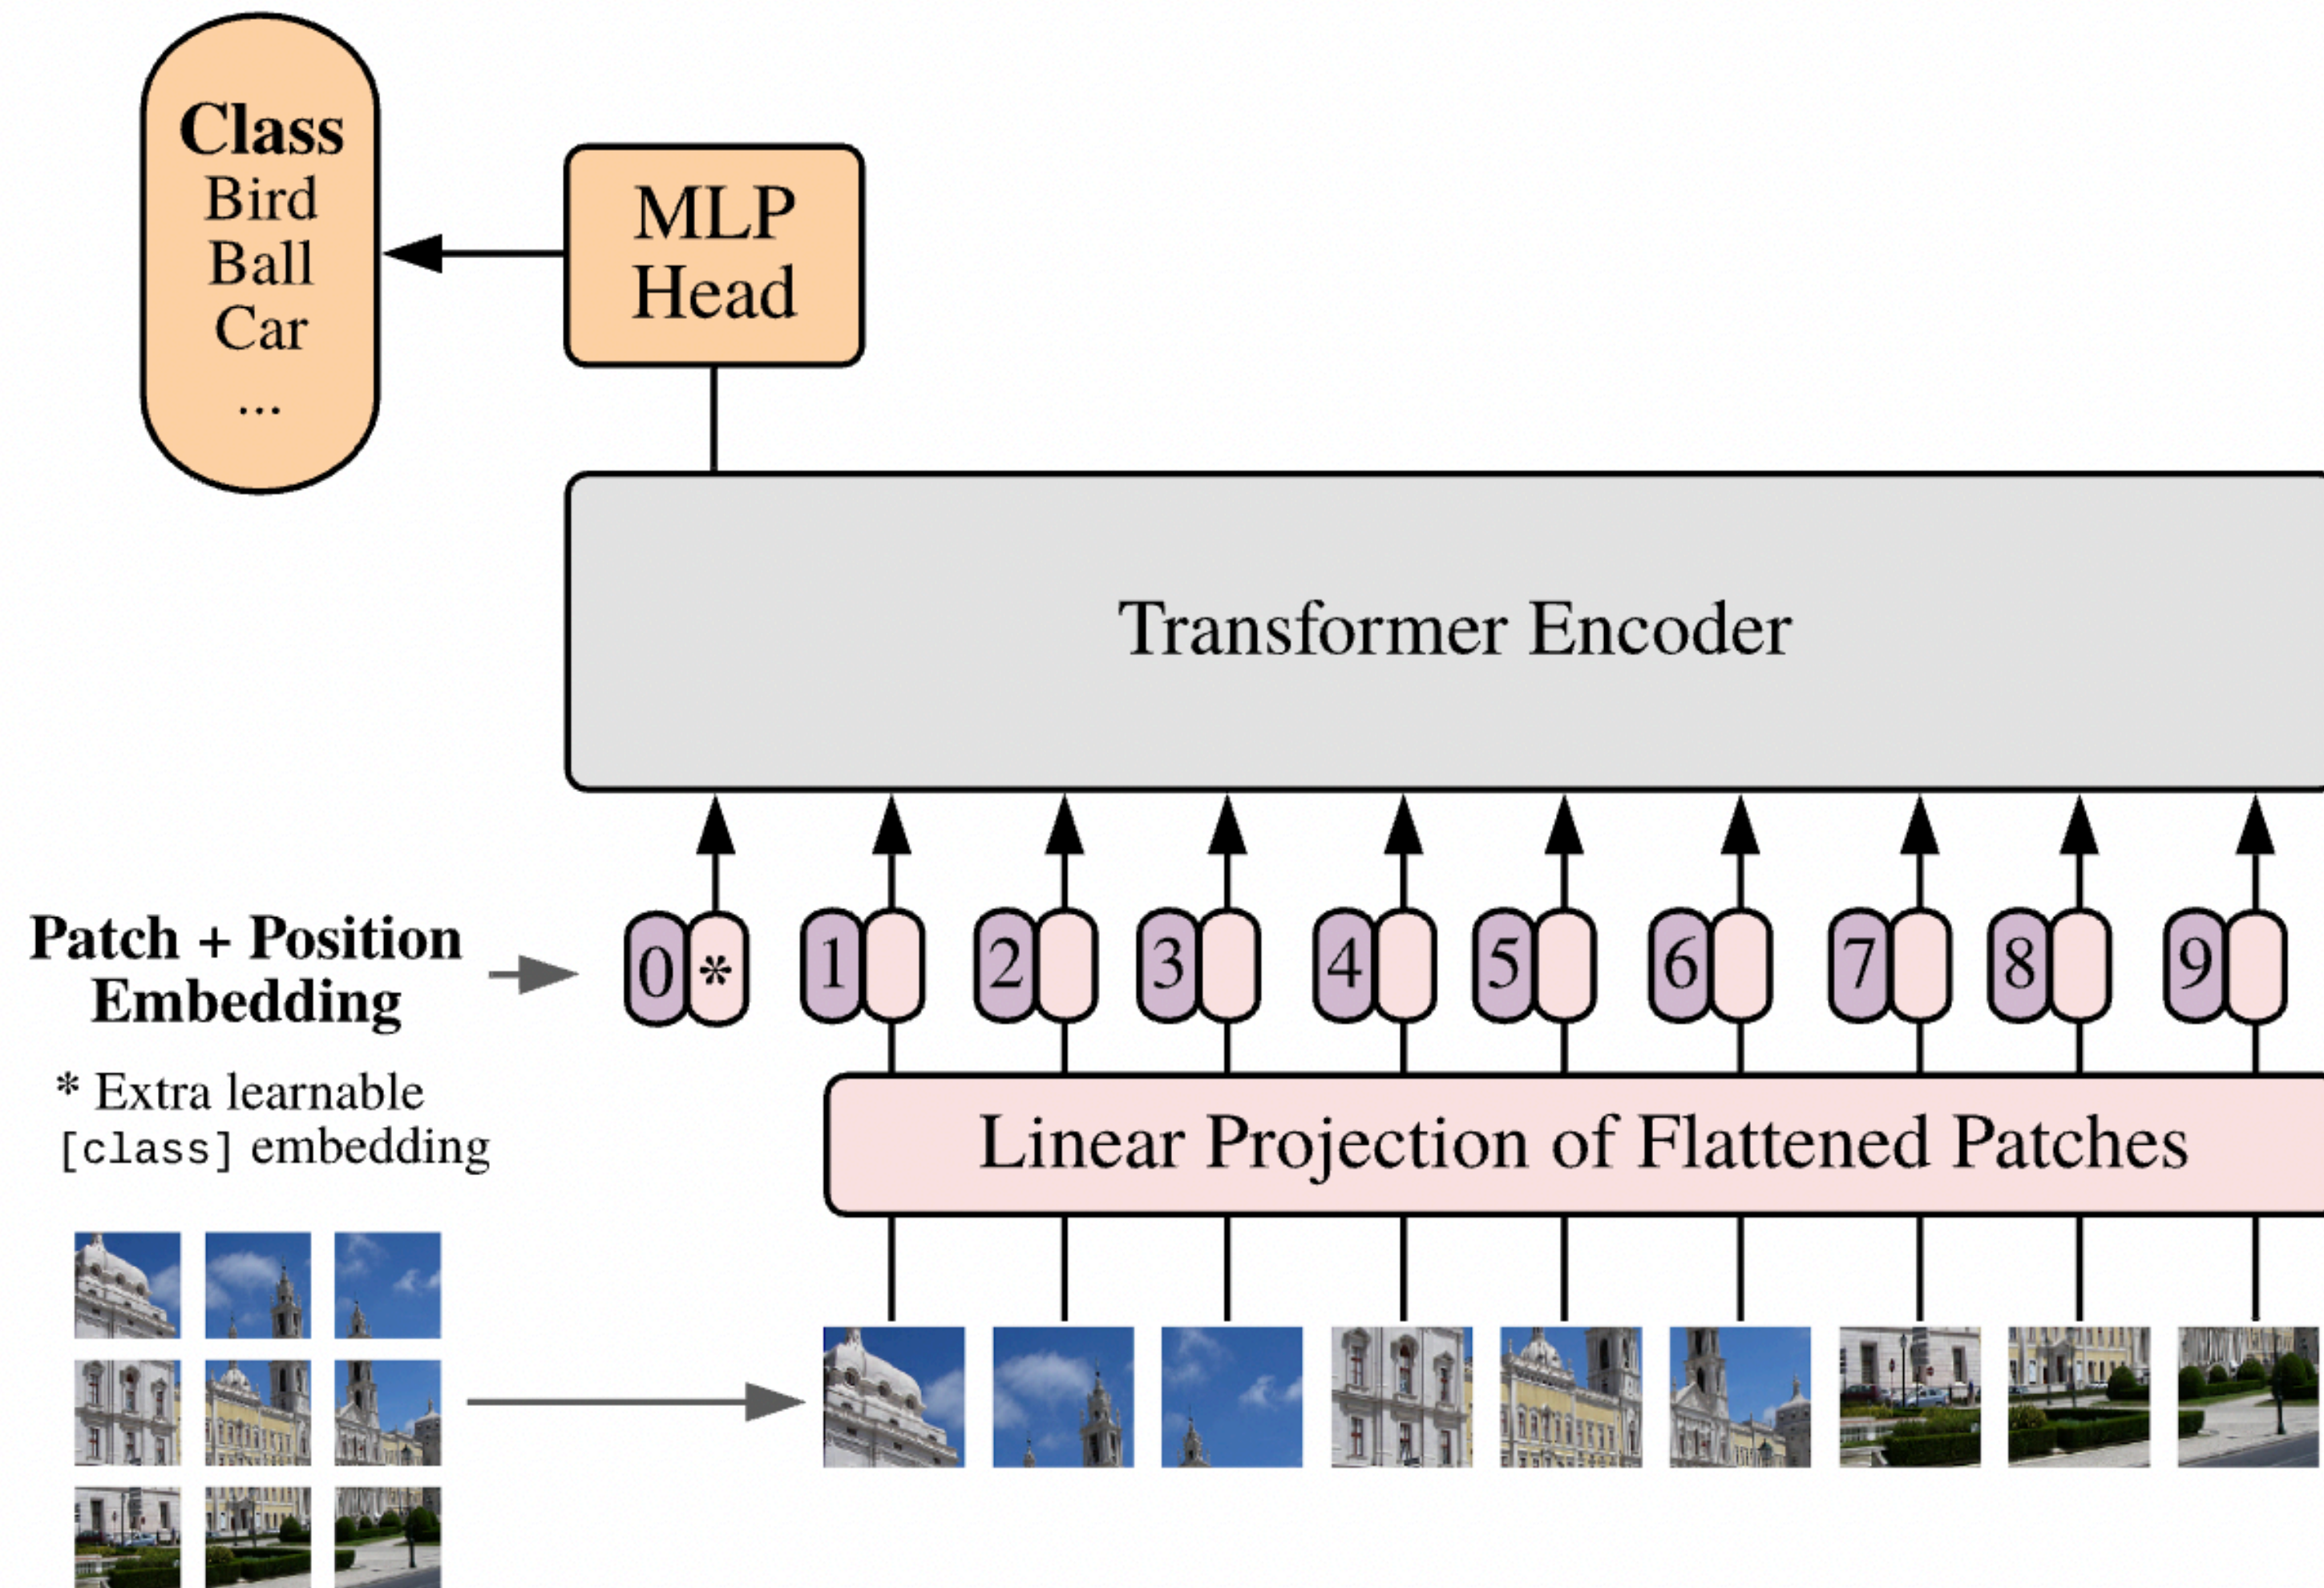 Class
Bird
Ball
Car
...
MLP
Head
Transformer Encoder
Patch + Position
Embedding
0 * 1 2 3 4 5 6 7 8 9
* Extra learnable
[class] embedding
Linear Projection of Flattened Patches